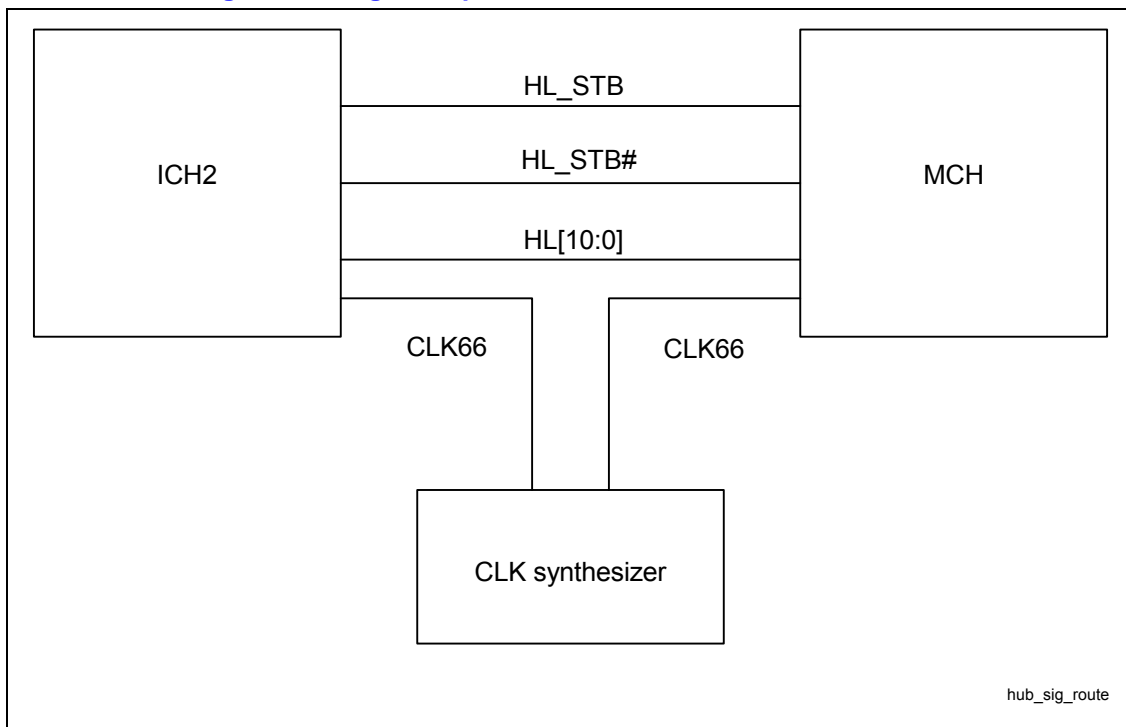 HL_STB
ICH2
HL_STB#
MCH
HL[10:0]
CLK66
CLK66
CLK synthesizer
hub_sig_route